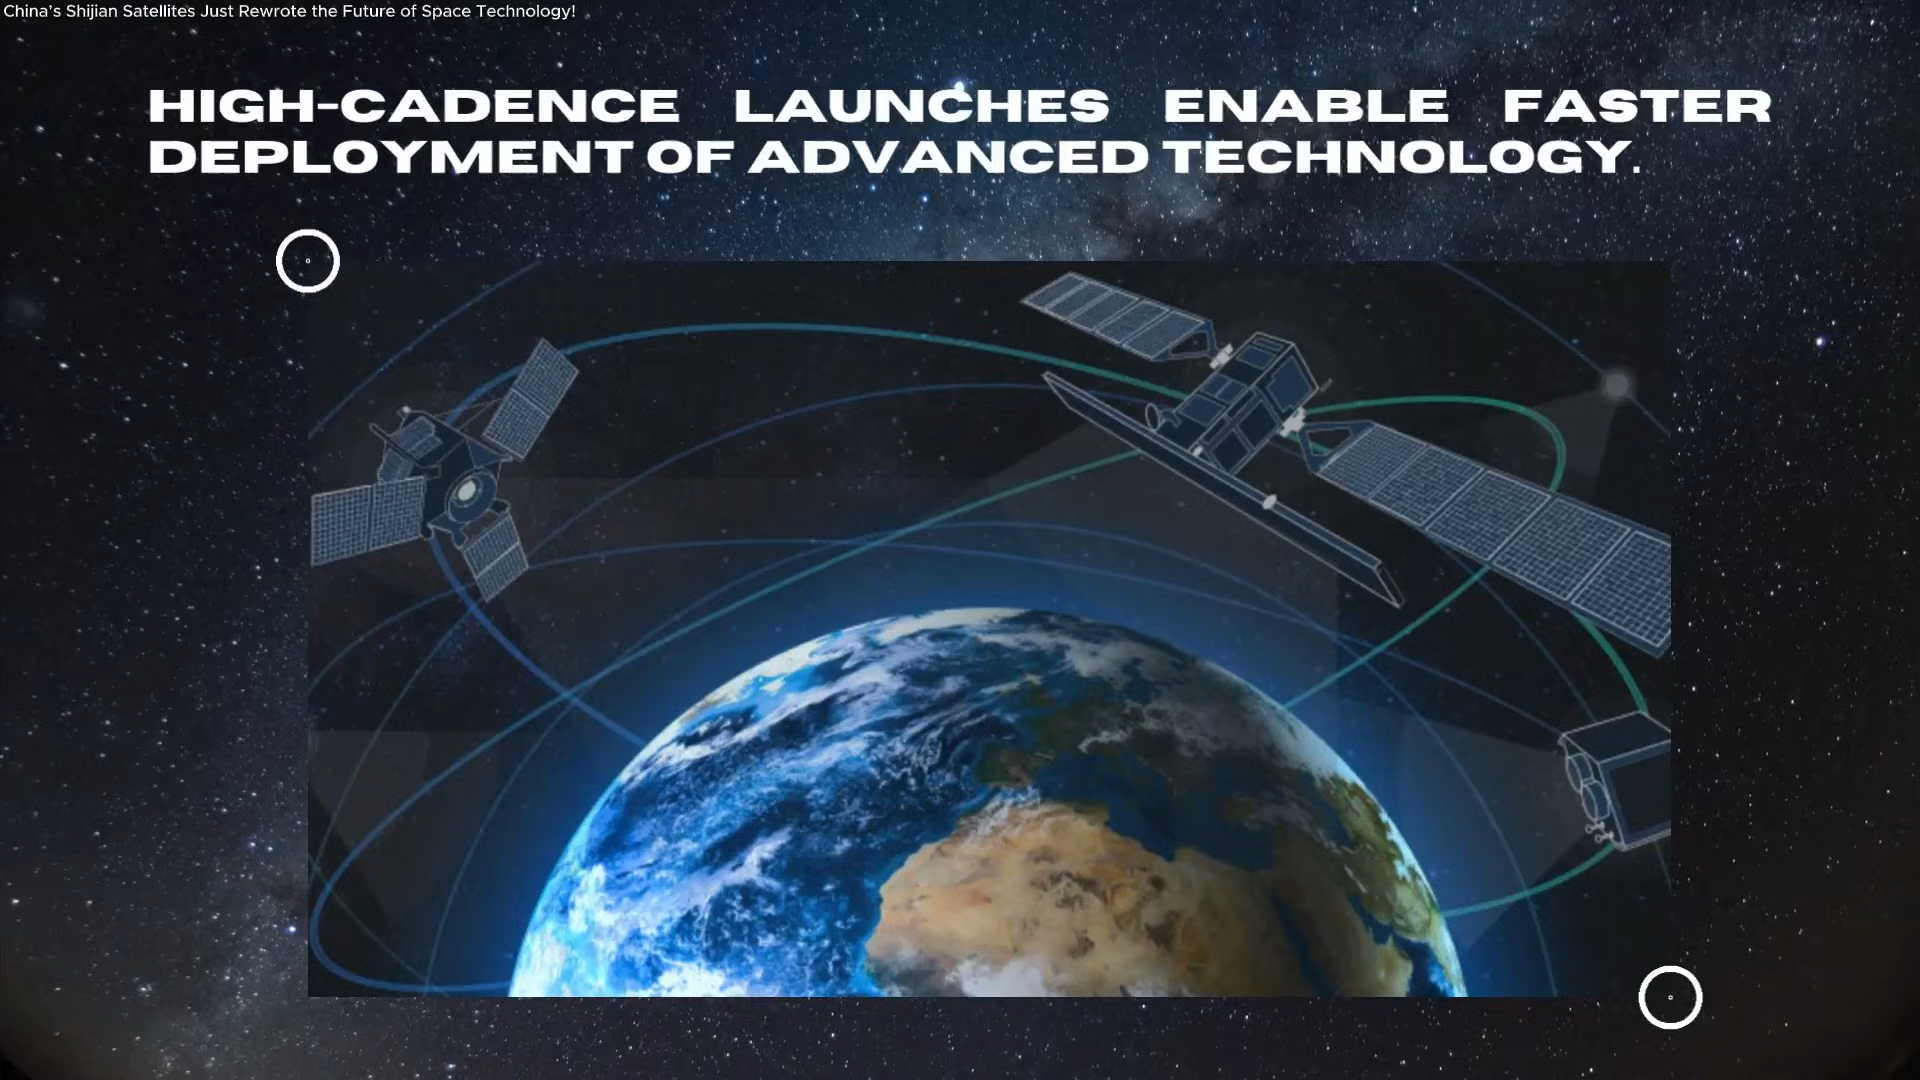 China's Shijian Satellites Just Rewrote the Future of Space Technology!
HIGH-CADENCE LAUNCHES ENABLE FASTER
DEPLOYMENT OF ADVANCED TECHNOLOGY.